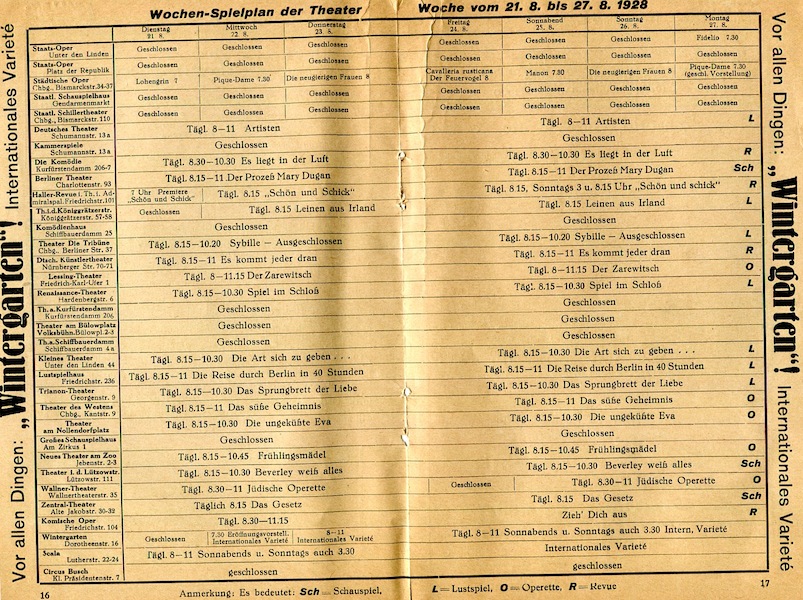 Wochen-Spielplan der Theater
Woche vom 21. 8. bis 27. 8. 1928
Dienstag 21. 8.
Mittwoch 22. 8.
Donnerstag 23. 8.
Freitag 24. 8.
Sonnabend 25. 8.
Sonntag 26. 8.
Montag 27. 8.
Staats-Oper Geschlossen Geschlossen Geschlossen Geschlossen Geschlossen Geschlossen Fidelio 7.30
Unter den Linden
Staats-Oper Geschlossen Geschlossen Geschlossen Geschlossen Geschlossen Geschlossen Geschlossen
Platz der Republik
Städtische Oper Lohengrin 7 Pique-Dame 7.30 Die neugierigen Frauen 8 Cavalleria rusticana Manon 7.30 Die neugierigen Frauen 8 Pique-Dame 7.30
Chbg., Bismarckstr.34-37 Der Feuervogel 8 (geschl. Vorstellung)
Staatl. Schauspielhaus Geschlossen Geschlossen Geschlossen Geschlossen Geschlossen Geschlossen Geschlossen
Gendarmenmarkt
Staatl. Schillertheater Geschlossen Geschlossen Geschlossen Geschlossen Geschlossen Geschlossen Geschlossen
Chbg., Bismarckstr.110
Deutsches Theater Tägl. 8—11 Artisten Tägl. 8—11 Artisten L
Schumannstr. 13a
Kammerspiele Geschlossen Geschlossen
Schumannstr. 13a
Die Komödie Tägl. 8.30-10.30 Es liegt in der Luft Tägl. 8.30-10.30 Es liegt in der Luft R
Kurfürstendamm 206-7
Berliner Theater Tägl. 8.15—11 Der Prozeß Mary Dugan Tägl. 8.15—11 Der Prozeß Mary Dugan Sch
Charlottenstr. 93
Haller-Revue i. Th. i. Ad- 7 Uhr Premiere Tägl. 8.15 „Schön und Schick" Tägl. 8.15, Sonntags 3 u. 8.15 Uhr „Schön und schick" R
miralspal. Friedrichstr.101 „Schön und Schick"
Th.i.d.Königgrätzerstr. Geschlossen Tägl. 8.15 Leinen aus Irland Tägl. 8.15 Leinen aus Irland L
Königgrätzerstr. 57-58
Komödienhaus Geschlossen Geschlossen
Schiffbauerdamm 25
Theater Die Tribüne Tägl. 8.15—10.20 Sybille — Ausgeschlossen Tägl. 8.15—10.20 Sybille — Ausgeschlossen L
Chbg., Berliner Str. 37
Dtsch. Künstlertheater Tägl. 8.15—11 Es kommt jeder dran Tägl. 8.15—11 Es kommt jeder dran R
Nürnberger Str. 70-71
Lessing-Theater Tägl. 8—11.15 Der Zarewitsch Tägl. 8—11.15 Der Zarewitsch O
Friedrich-Karl-Ufer 1
Renaissance-Theater Tägl. 8.15—10.30 Spiel im Schloß Tägl. 8.15—10.30 Spiel im Schloß L
Hardenbergstr. 6
Th. a. Kurfürstendamm Geschlossen Geschlossen
Kurfürstendamm 206
Theater am Bülowplatz Geschlossen Geschlossen
Volksbühn.Bülowpl.2-3
Th.a.Schiffbauerdamm Geschlossen Geschlossen
Schiffbauerdamm 4a
Kleines Theater Tägl. 8.15—10.30 Die Art sich zu geben . . . Tägl. 8.15—10.30 Die Art sich zu geben . . . L
Unter den Linden 44
Lustspielhaus Tägl. 8.15—11 Die Reise durch Berlin in 40 Stunden Tägl. 8.15—11 Die Reise durch Berlin in 40 Stunden L
Friedrichstr. 236
Trianon-Theater Tägl. 8.15—10.30 Das Sprungbrett der Liebe Tägl. 8.15—10.30 Das Sprungbrett der Liebe L
Georgenstr. 9
Theater des Westens Tägl. 8.15—11 Das süße Geheimnis Tägl. 8.15—11 Das süße Geheimnis O
Chbg., Kantstr. 9
Theater Tägl. 8.15—10.30 Die ungeküßte Eva Tägl. 8.15—10.30 Die ungeküßte Eva O
am Nollendorfplatz
Großes Schauspielhaus Geschlossen Geschlossen
Am Zirkus 1
Neues Theater am Zoo Tägl. 8.15—10.45 Frühlingsmädel Tägl. 8.15—10.45 Frühlingsmädel O
Jebenstr. 2-3
Theater i. d. Lützowstr. Tägl. 8.15—10.30 Beverley weiß alles Tägl. 8.15—10.30 Beverley weiß alles Sch
Lützowstr. 111
Wallner-Theater Tägl. 8.30—11 Jüdische Operette Geschlossen Tägl. 8.30—11 Jüdische Operette O
Wallnertheaterstr. 35
Zentral-Theater Täglich 8.15 Das Gesetz Tägl. 8.15 Das Gesetz Sch
Alte Jakobstr. 30-32
Komische Oper Tägl. 8.30—11.15 Zieh' Dich aus R
Friedrichstr. 104
Wintergarten Geschlossen 7.30 Eröffnungsvorstell. 8—11 Tägl. 8—11 Sonnabends u. Sonntags auch 3.30 Intern. Varieté
Dorotheenstr. 16 Internationales Varieté Internationales Varieté
Scala Tägl. 8—11 Sonnabends u. Sonntags auch 3.30 Internationales Varieté
Lutherstr. 22-24
Circus Busch geschlossen geschlossen
Kl. Präsidentenstr. 7
16 Anmerkung: Es bedeutet: Sch = Schauspiel, L = Lustspiel, O = Operette, R = Revue 17
Vor allen Dingen: „Wintergarten"! Internationales Varieté
Vor allen Dingen: „Wintergarten"! Internationales Varieté